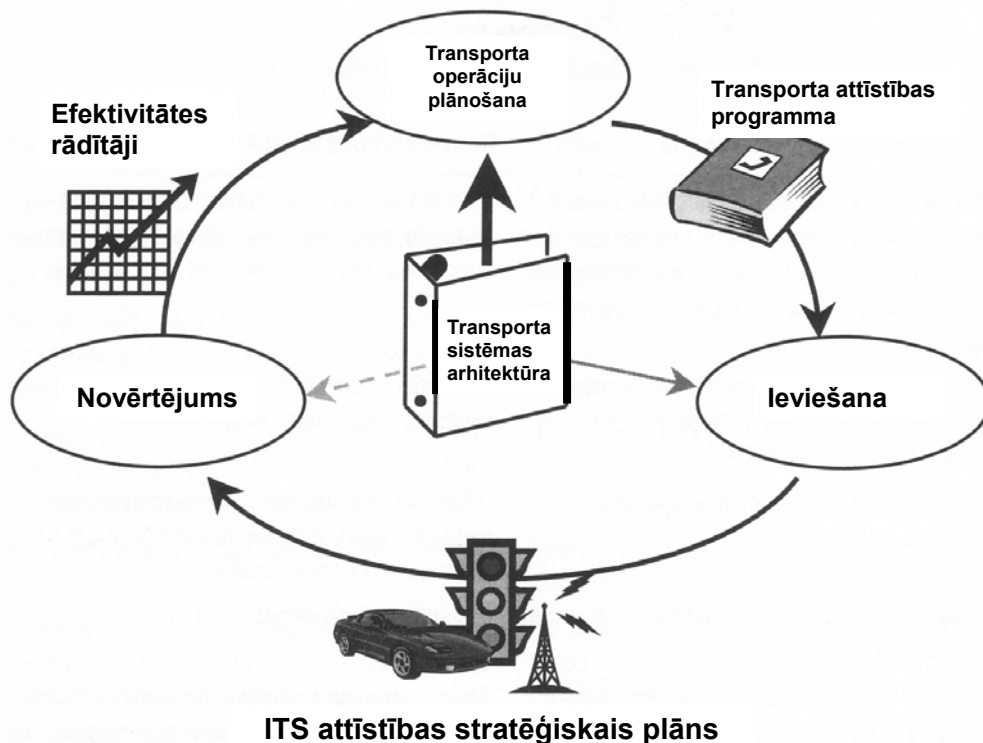 Transporta
operāciju
plānošana
Efektivitātes
rādītāji
Transporta attīstības
programma
Transporta
sistēmas
arhitektūra
Novērtējums
Ieviešana
ITS attīstības stratēģiskais plāns